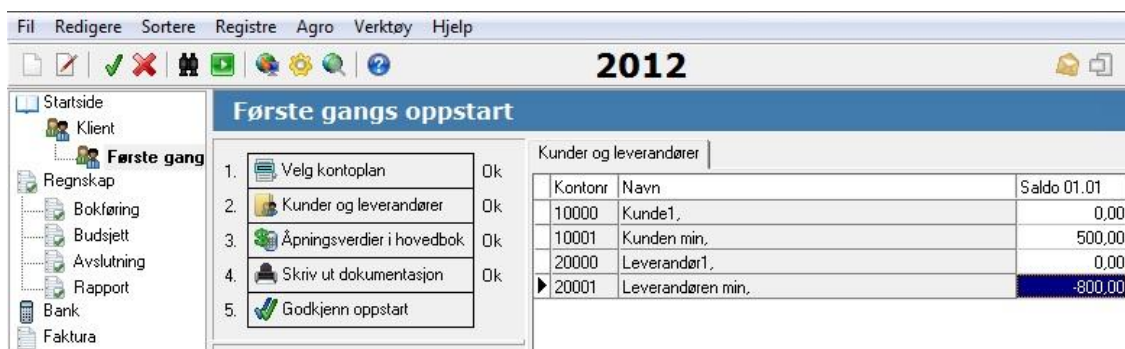 Fil Redigere Sortere Registre Agro Verktøy Hjelp
2012
Startside
Klient
Første gang
Regnskap
Bokføring
Budsjett
Avslutning
Rapport
Bank
Faktura
Første gangs oppstart
1. Velg kontoplan Ok
2. Kunder og leverandører Ok
3. Åpningsverdier i hovedbok Ok
4. Skriv ut dokumentasjon Ok
5. Godkjenn oppstart
Kunder og leverandører
Kontonr Navn Saldo 01.01
10000 Kunde1, 0,00
10001 Kunden min, 500,00
20000 Leverandør1, 0,00
20001 Leverandøren min, -800,00